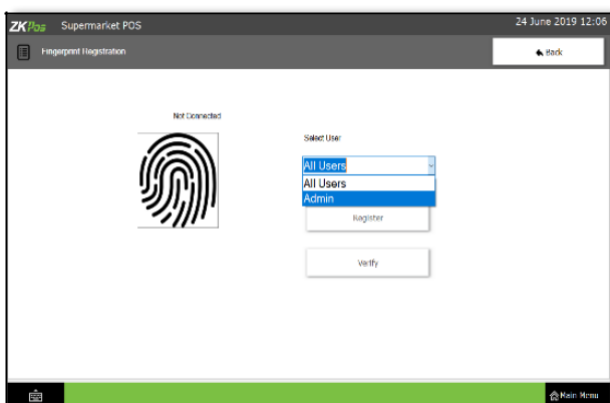 ZKPos Supermarket POS 24 June 2019 12:06
Fingerprint Registration Back
Not Connected
Select User
All Users
All Users
Admin
Register
Verify
Main Menu